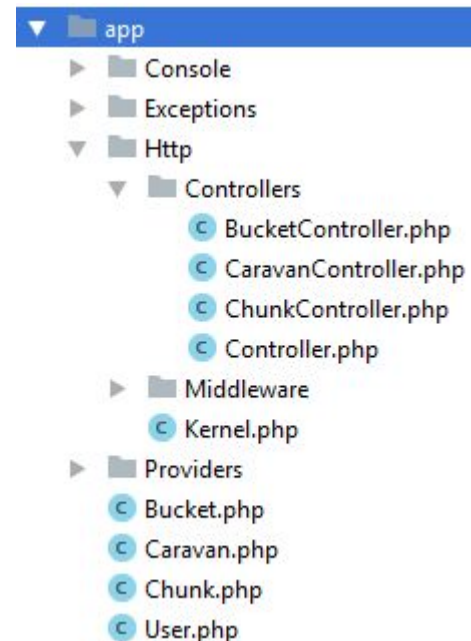 app
Console
Exceptions
Http
Controllers
C BucketController.php
C CaravanController.php
C ChunkController.php
C Controller.php
Middleware
C Kernel.php
Providers
C Bucket.php
C Caravan.php
C Chunk.php
C User.php